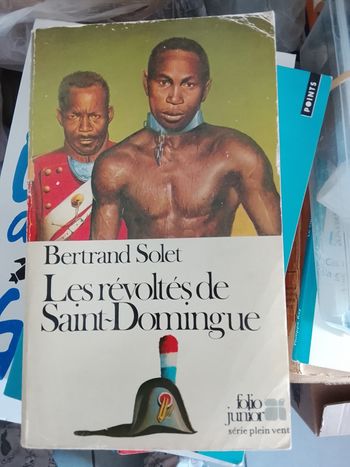 Bertrand Solet
Les révoltés de
Saint-Domingue
folio
junior
série plein vent
POINTS